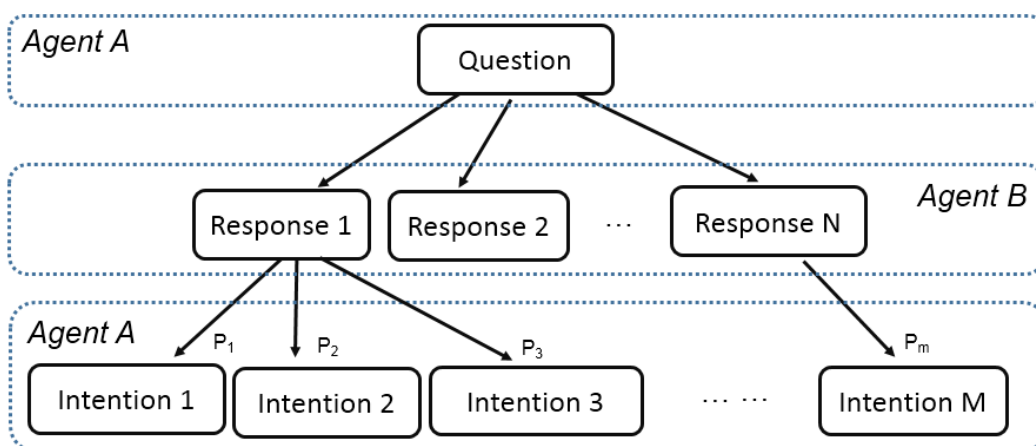 Agent A
Question
Agent B
Response 1
Response 2
...
Response N
Agent A
P1
P2
P3
Pm
Intention 1
Intention 2
Intention 3
... ...
Intention M